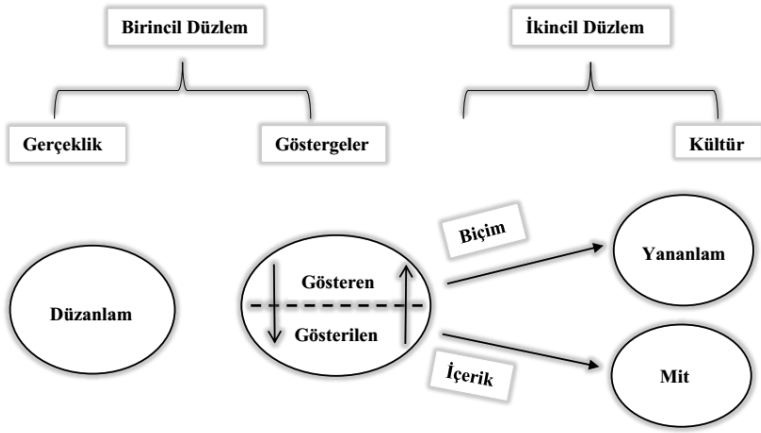 Birincil Düzlem
İkincil Düzlem
Gerçeklik
Göstergeler
Kültür
Biçim
Yananlam
Gösteren
Düzanlam
Gösterilen
İçerik
Mit